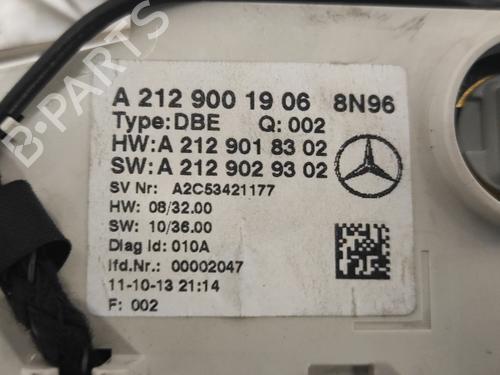 A 212 900 19 06 8N96
Type: DBE Q: 002
HW: A 212 901 83 02
SW: A 212 902 93 02
SV Nr: A2C53421177
HW: 08/32.00
SW: 10/36.00
Diag Id: 010A
lfd.Nr.: 00002047
11-10-13 21:14
F: 002
B-PARTS